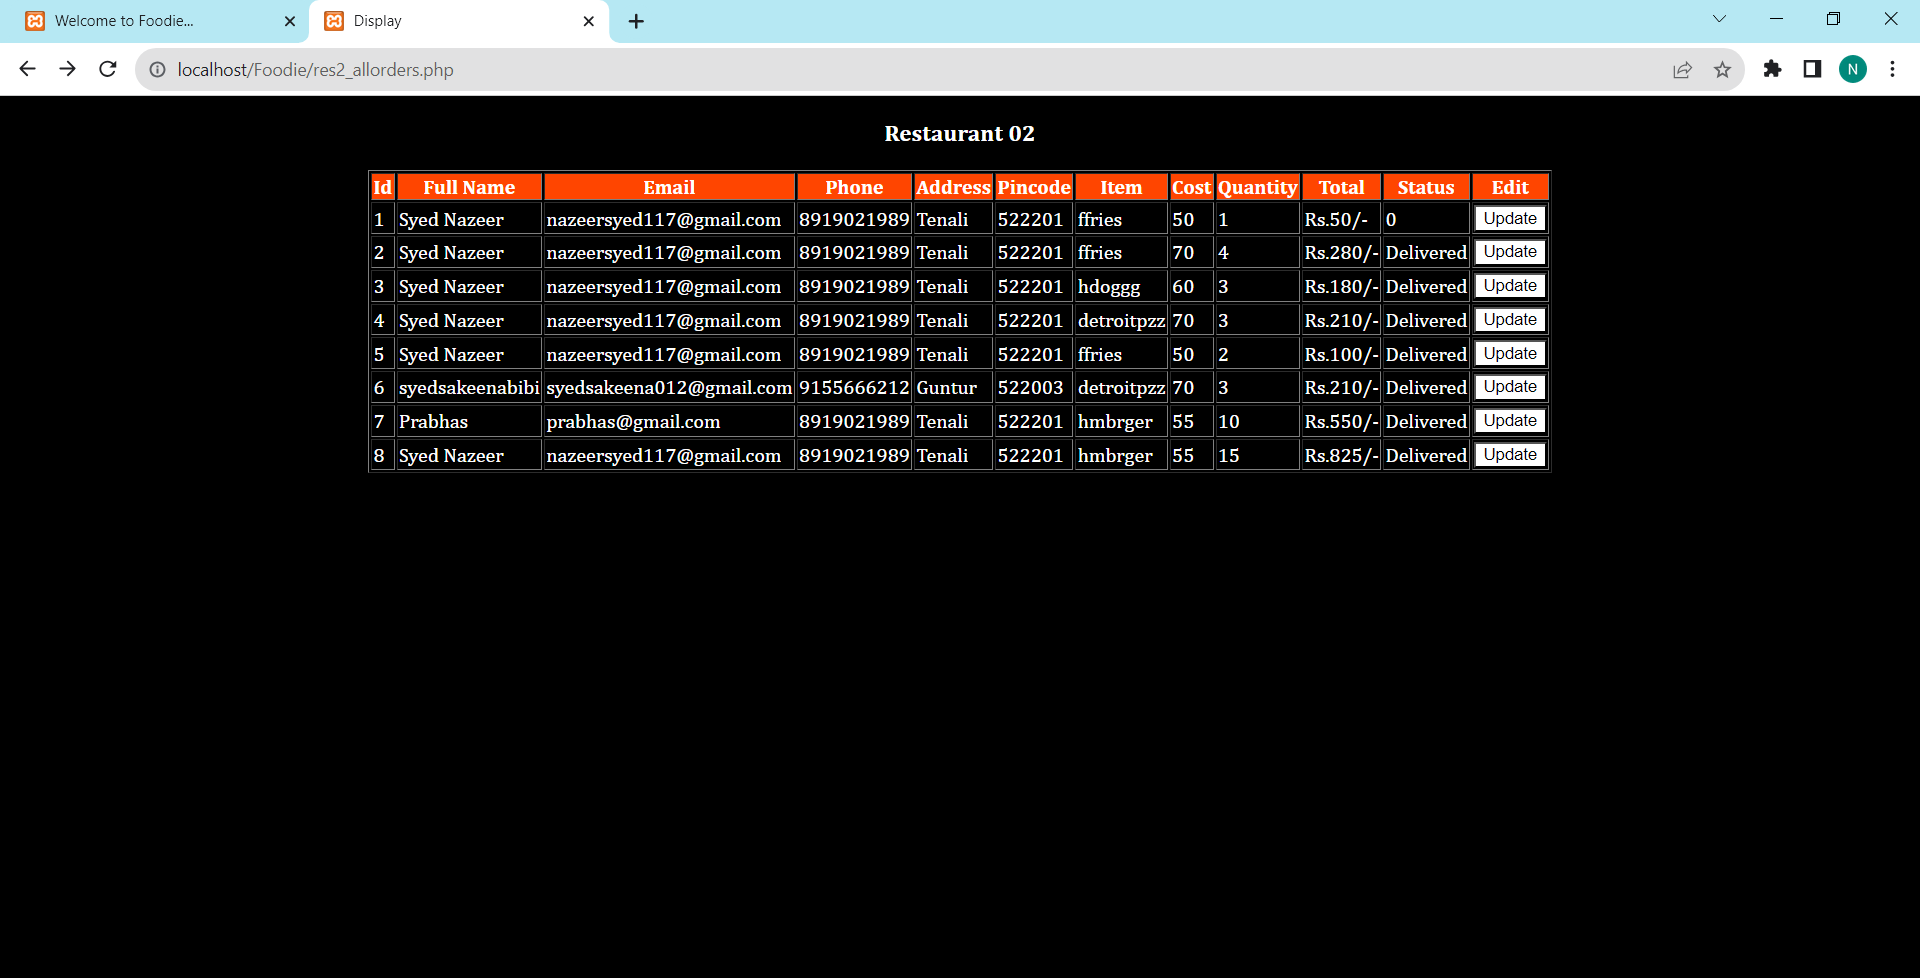 Welcome to Foodie...
Display
localhost/Foodie/res2_allorders.php
N
Restaurant 02
Id Full Name Email Phone Address Pincode Item Cost Quantity Total Status Edit
1 Syed Nazeer nazeersyed117@gmail.com 8919021989 Tenali 522201 ffries 50 1 Rs.50/- 0 Update
2 Syed Nazeer nazeersyed117@gmail.com 8919021989 Tenali 522201 ffries 70 4 Rs.280/- Delivered Update
3 Syed Nazeer nazeersyed117@gmail.com 8919021989 Tenali 522201 hdoggg 60 3 Rs.180/- Delivered Update
4 Syed Nazeer nazeersyed117@gmail.com 8919021989 Tenali 522201 detroitpzz 70 3 Rs.210/- Delivered Update
5 Syed Nazeer nazeersyed117@gmail.com 8919021989 Tenali 522201 ffries 50 2 Rs.100/- Delivered Update
6 syedsakeenabibi syedsakeena012@gmail.com 9155666212 Guntur 522003 detroitpzz 70 3 Rs.210/- Delivered Update
7 Prabhas prabhas@gmail.com 8919021989 Tenali 522201 hmbrger 55 10 Rs.550/- Delivered Update
8 Syed Nazeer nazeersyed117@gmail.com 8919021989 Tenali 522201 hmbrger 55 15 Rs.825/- Delivered Update